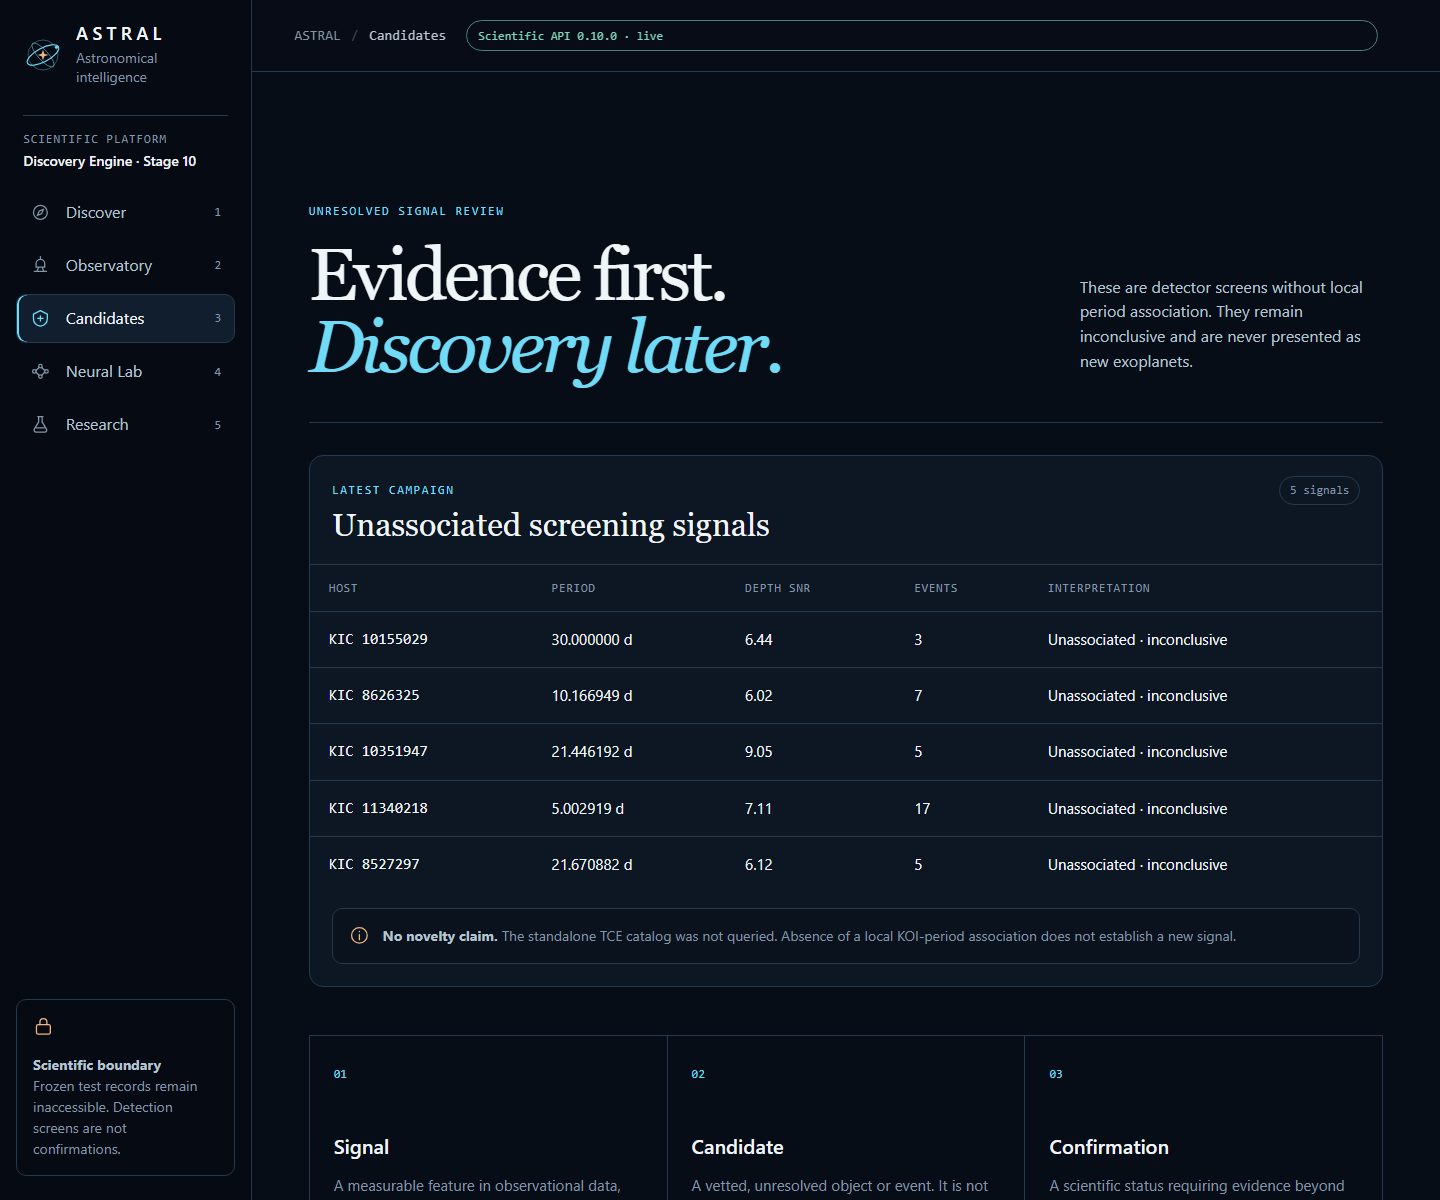 ASTRAL
Astronomical
intelligence
SCIENTIFIC PLATFORM
Discovery Engine · Stage 10
Discover 1
Observatory 2
Candidates 3
Neural Lab 4
Research 5
Scientific boundary
Frozen test records remain
inaccessible. Detection
screens are not
confirmations.
ASTRAL / Candidates Scientific API 0.10.0 · live
UNRESOLVED SIGNAL REVIEW
Evidence first.
Discovery later.
These are detector screens without local
period association. They remain
inconclusive and are never presented as
new exoplanets.
LATEST CAMPAIGN
Unassociated screening signals
5 signals
HOST PERIOD DEPTH SNR EVENTS INTERPRETATION
KIC 10155029 30.000000 d 6.44 3 Unassociated · inconclusive
KIC 8626325 10.166949 d 6.02 7 Unassociated · inconclusive
KIC 10351947 21.446192 d 9.05 5 Unassociated · inconclusive
KIC 11340218 5.002919 d 7.11 17 Unassociated · inconclusive
KIC 8527297 21.670882 d 6.12 5 Unassociated · inconclusive
No novelty claim. The standalone TCE catalog was not queried. Absence of a local KOI-period association does not establish a new signal.
01
Signal
A measurable feature in observational data,
02
Candidate
A vetted, unresolved object or event. It is not
03
Confirmation
A scientific status requiring evidence beyond